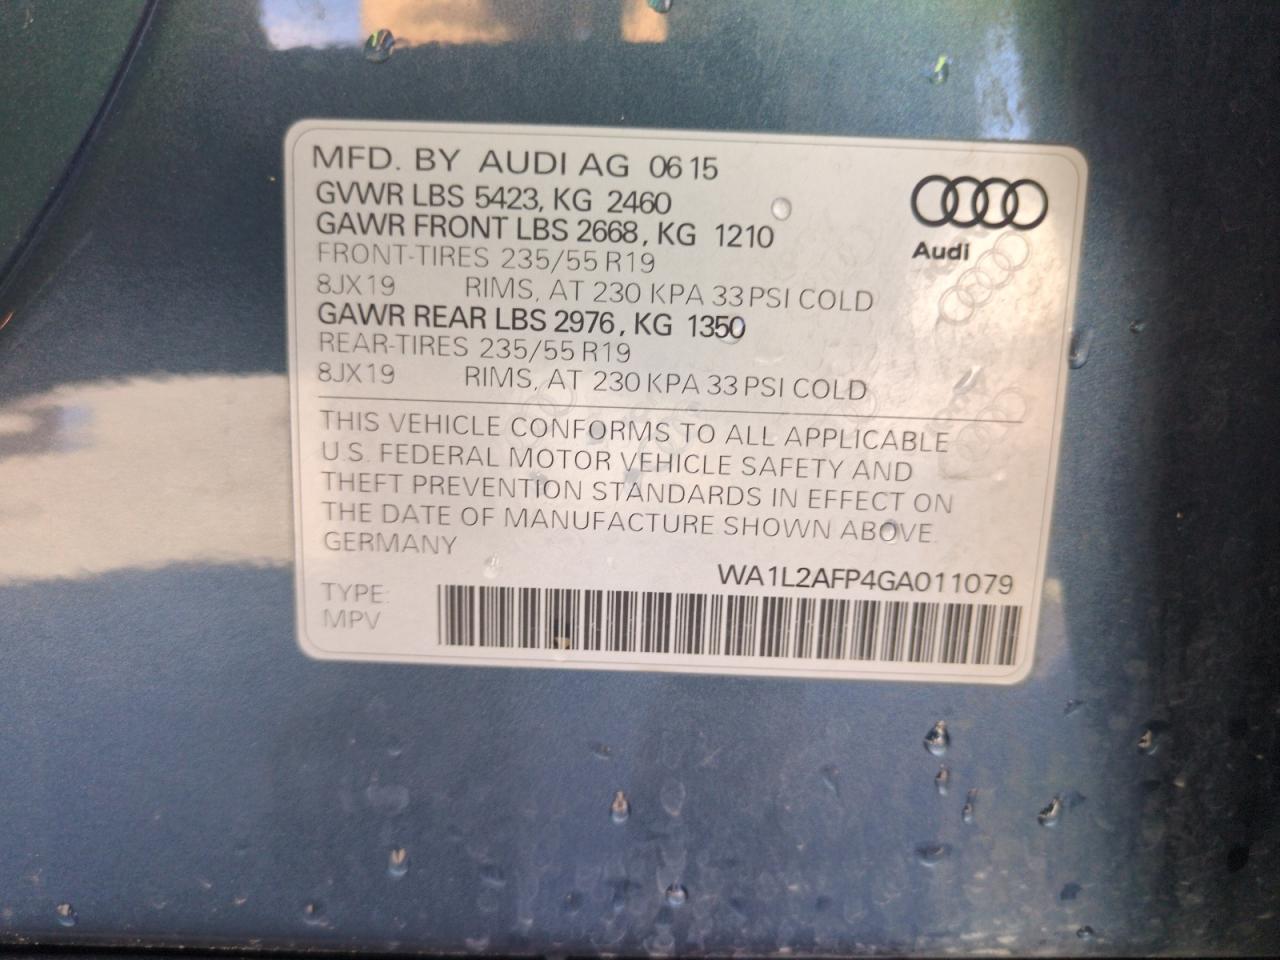 MFD. BY AUDI AG 06 15
GVWR LBS 5423, KG 2460
GAWR FRONT LBS 2668, KG 1210
FRONT-TIRES 235/55 R19
8JX19 RIMS, AT 230 KPA 33 PSI COLD
GAWR REAR LBS 2976, KG 1350
REAR-TIRES 235/55 R19
8JX19 RIMS, AT 230 KPA 33 PSI COLD
Audi
THIS VEHICLE CONFORMS TO ALL APPLICABLE
U.S. FEDERAL MOTOR VEHICLE SAFETY AND
THEFT PREVENTION STANDARDS IN EFFECT ON
THE DATE OF MANUFACTURE SHOWN ABOVE.
GERMANY
WA1L2AFP4GA011079
TYPE:
MPV